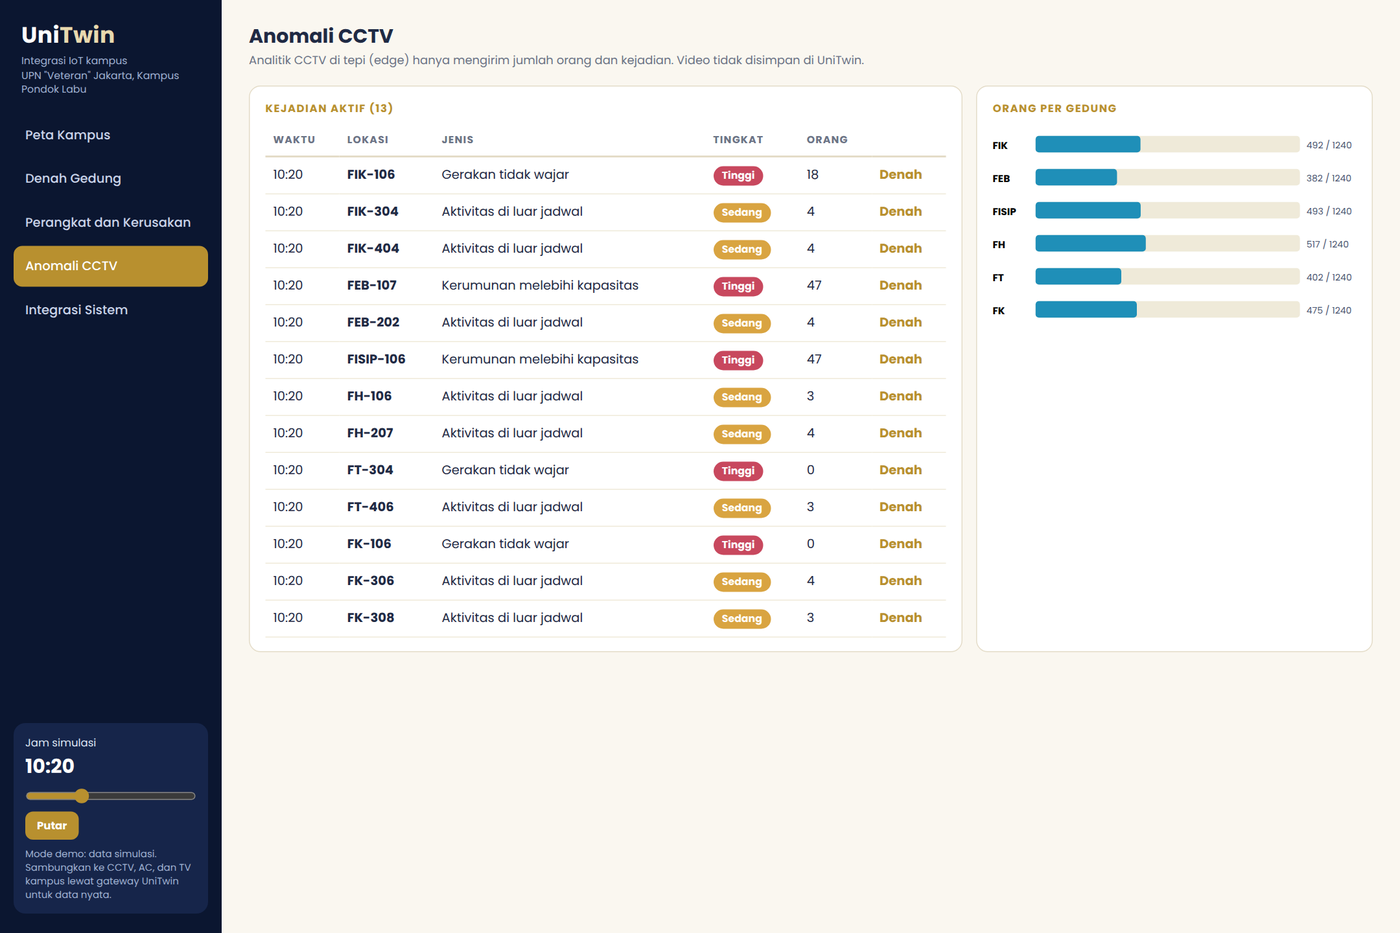 UniTwin
Integrasi IoT kampus
UPN "Veteran" Jakarta, Kampus
Pondok Labu
Peta Kampus
Denah Gedung
Perangkat dan Kerusakan
Anomali CCTV
Integrasi Sistem
Jam simulasi
10:20
Putar
Mode demo: data simulasi.
Sambungkan ke CCTV, AC, dan TV
kampus lewat gateway UniTwin
untuk data nyata.
Anomali CCTV
Analitik CCTV di tepi (edge) hanya mengirim jumlah orang dan kejadian. Video tidak disimpan di UniTwin.
KEJADIAN AKTIF (13)
WAKTU LOKASI JENIS TINGKAT ORANG
10:20 FIK-106 Gerakan tidak wajar Tinggi 18 Denah
10:20 FIK-304 Aktivitas di luar jadwal Sedang 4 Denah
10:20 FIK-404 Aktivitas di luar jadwal Sedang 4 Denah
10:20 FEB-107 Kerumunan melebihi kapasitas Tinggi 47 Denah
10:20 FEB-202 Aktivitas di luar jadwal Sedang 4 Denah
10:20 FISIP-106 Kerumunan melebihi kapasitas Tinggi 47 Denah
10:20 FH-106 Aktivitas di luar jadwal Sedang 3 Denah
10:20 FH-207 Aktivitas di luar jadwal Sedang 4 Denah
10:20 FT-304 Gerakan tidak wajar Tinggi 0 Denah
10:20 FT-406 Aktivitas di luar jadwal Sedang 3 Denah
10:20 FK-106 Gerakan tidak wajar Tinggi 0 Denah
10:20 FK-306 Aktivitas di luar jadwal Sedang 4 Denah
10:20 FK-308 Aktivitas di luar jadwal Sedang 3 Denah
ORANG PER GEDUNG
FIK 492 / 1240
FEB 382 / 1240
FISIP 493 / 1240
FH 517 / 1240
FT 402 / 1240
FK 475 / 1240